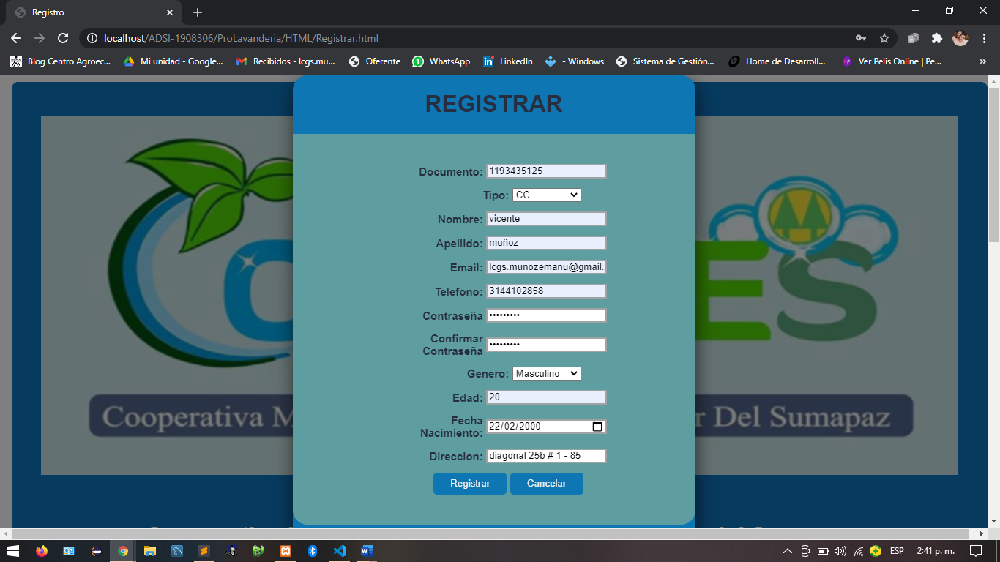 Registro
localhost/ADSI-1908306/ProLavanderia/HTML/Registrar.html
Blog Centro Agroec... Mi unidad - Google... Recibidos - lcgs.mu... Oferente WhatsApp LinkedIn - Windows Sistema de Gestión... Home de Desarroll... Ver Pelis Online | Pe... »
REGISTRAR
Documento: 1193435125
Tipo: CC
Nombre: vicente
Apellido: muñoz
Email: lcgs.munozemanu@gmail.
Telefono: 3144102858
Contraseña •••••••••
Confirmar
Contraseña •••••••••
Genero: Masculino
Edad: 20
Fecha
Nacimiento: 22/02/2000
Direccion: diagonal 25b # 1 - 85
Registrar Cancelar
ES
Cooperativa M
Del Sumapaz
ESP 2:41 p. m.